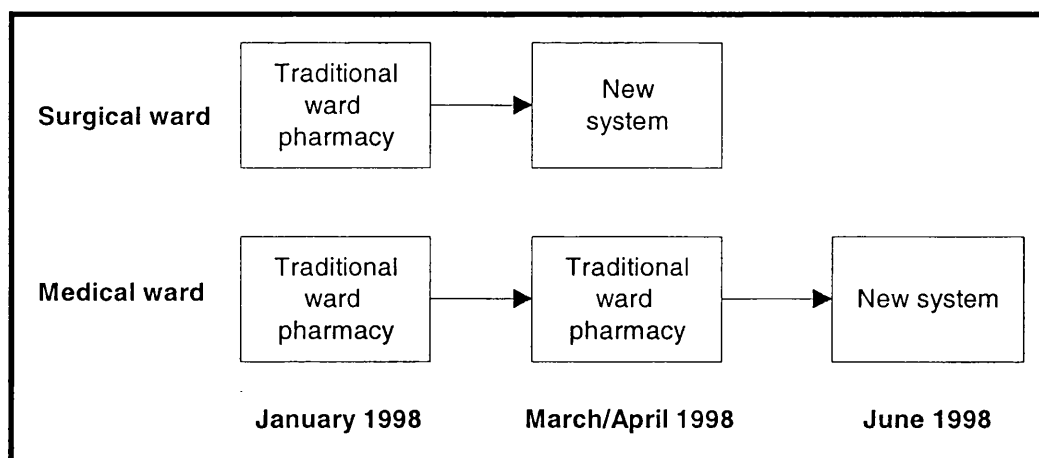 Surgical ward
Traditional
ward
pharmacy
New
system
Medical ward
Traditional
ward
pharmacy
Traditional
ward
pharmacy
New system
January 1998
March/April 1998
June 1998